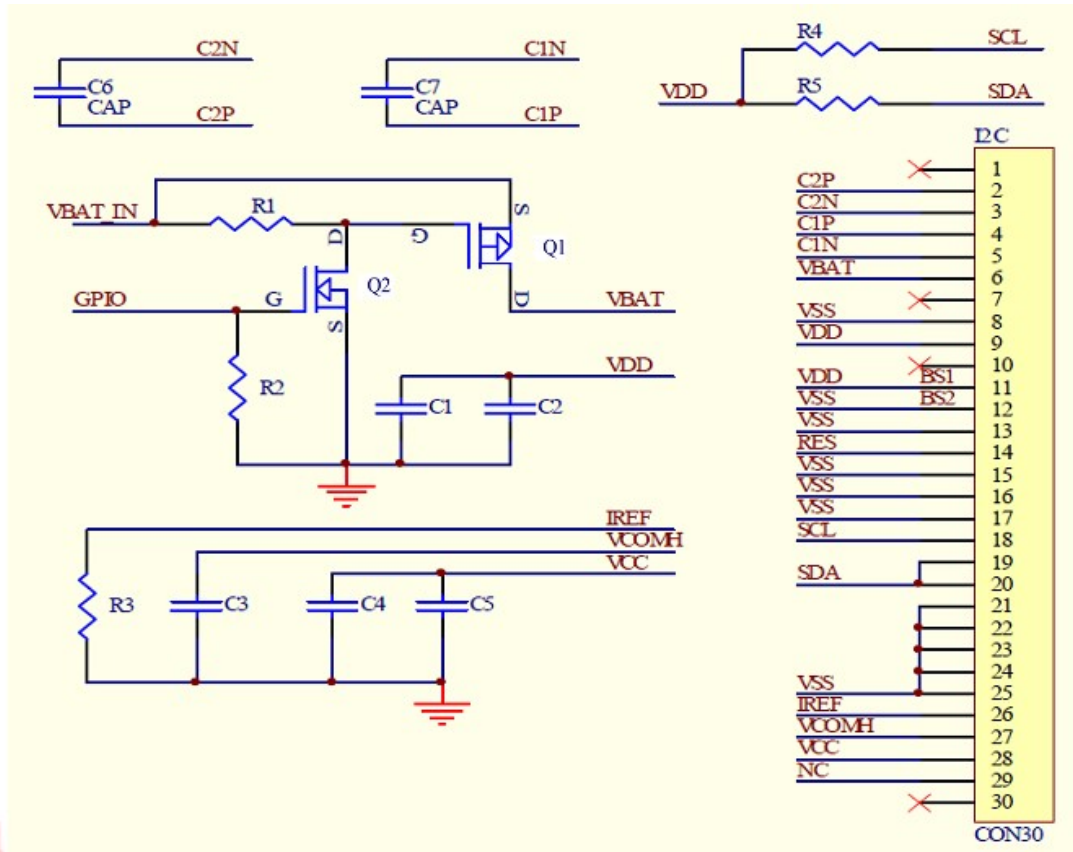 C2N
C6
CAP
C2P
C1N
C7
CAP
C1P
R4
SCL
VDD
R5
SDA
VBAT_IN
R1
D
G
S
Q1
D
VBAT
GPIO
G
Q2
S
R2
VDD
C1
C2
IREF
VCOMH
VCC
R3
C3
C4
C5
I2C
1
C2P 2
C2N 3
C1P 4
C1N 5
VBAT 6
7
VSS 8
VDD 9
10
VDD BS1 11
VSS BS2 12
VSS 13
RES 14
VSS 15
VSS 16
VSS 17
SCL 18
19
SDA 20
21
22
23
24
VSS 25
IREF 26
VCOMH 27
VCC 28
NC 29
30
CON30